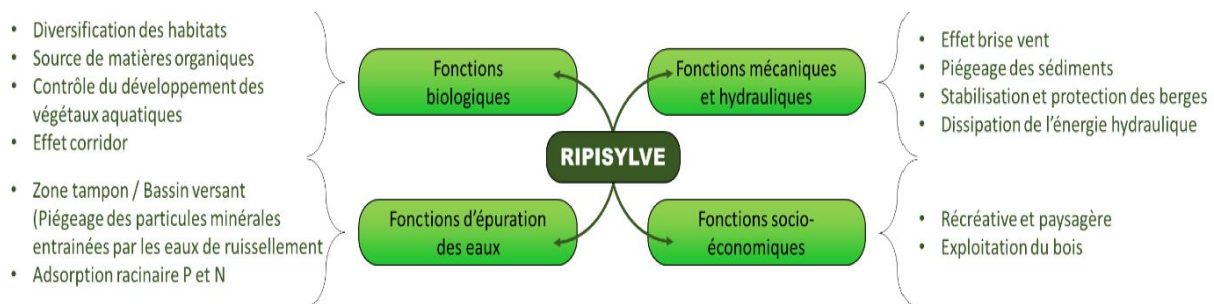 • Diversification des habitats
• Source de matières organiques
• Contrôle du développement des
végétaux aquatiques
• Effet corridor
• Zone tampon / Bassin versant
(Piégeage des particules minérales
entrainées par les eaux de ruissellement
• Adsorption racinaire P et N
Fonctions
biologiques
Fonctions mécaniques
et hydrauliques
RIPISYLVE
Fonctions d'épuration
des eaux
Fonctions socio-
économiques
• Effet brise vent
• Piégeage des sédiments
• Stabilisation et protection des berges
• Dissipation de l'énergie hydraulique
• Récréative et paysagère
• Exploitation du bois